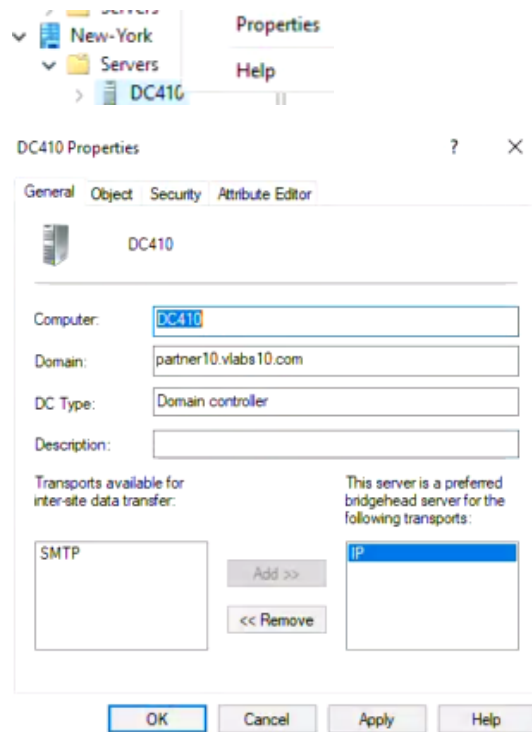 Servers
New-York
Servers
DC410
Properties
Help
DC410 Properties
?
General Object Security Attribute Editor
DC410
Computer: DC410
Domain: partner10.vlabs10.com
DC Type: Domain controller
Description:
Transports available for
inter-site data transfer:
This server is a preferred
bridgehead server for the
following transports:
SMTP
IP
Add >>
<< Remove
OK Cancel Apply Help